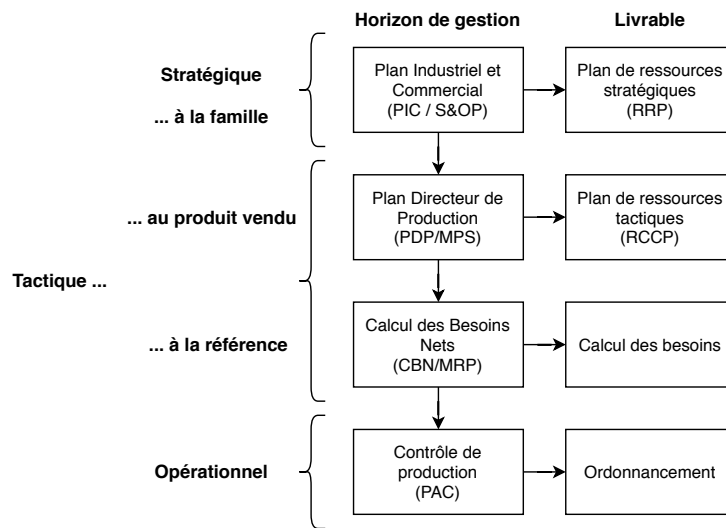 Horizon de gestion
Livrable
Stratégique
... à la famille
Plan Industriel et
Commercial
(PIC / S&OP)
Plan de ressources
stratégiques
(RRP)
Tactique ...
... au produit vendu
Plan Directeur de
Production
(PDP/MPS)
Plan de ressources
tactiques
(RCCP)
... à la référence
Calcul des Besoins
Nets
(CBN/MRP)
Calcul des besoins
Opérationnel
Contrôle de
production
(PAC)
Ordonnancement